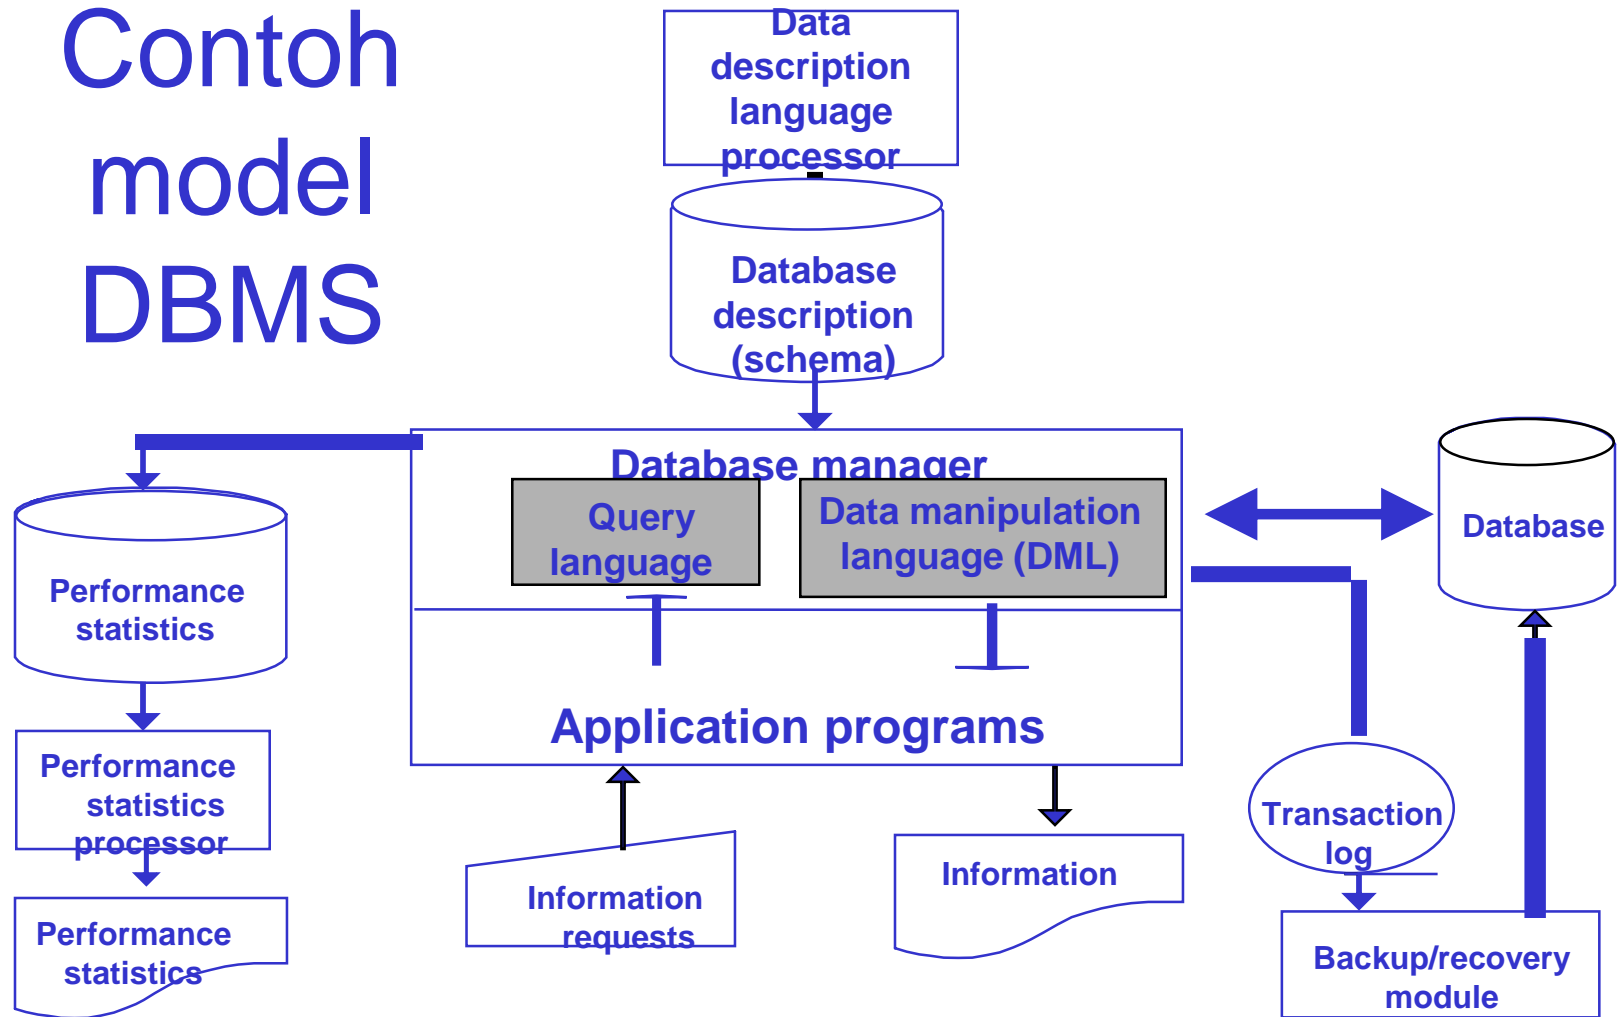 Contoh
model
DBMS
Data
description
language
processor
Database
description
(schema)
Database manager
Query
language
Data manipulation
language (DML)
Database
Performance
statistics
Application programs
Performance
statistics
processor
Transaction
log
Information
requests
Information
Performance
statistics
Backup/recovery
module